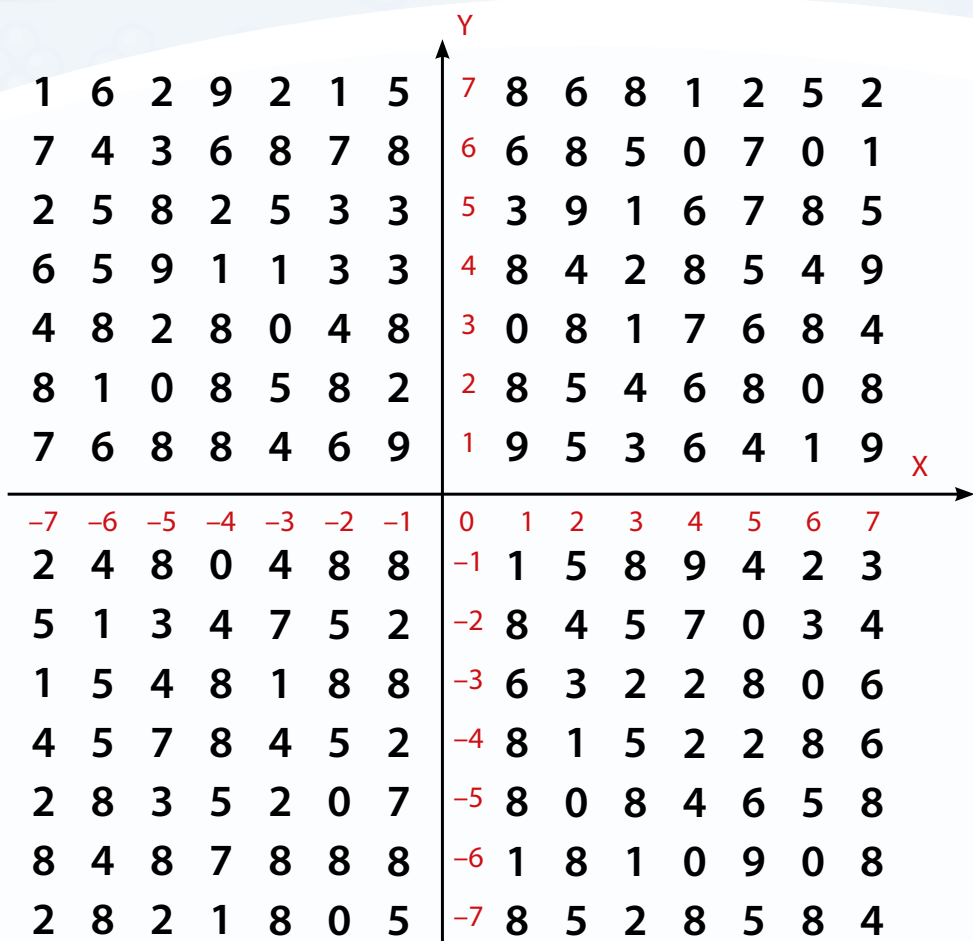 Y
1 6 2 9 2 1 5 7 8 6 8 1 2 5 2
7 4 3 6 8 7 8 6 6 8 5 0 7 0 1
2 5 8 2 5 3 3 5 3 9 1 6 7 8 5
6 5 9 1 1 3 3 4 8 4 2 8 5 4 9
4 8 2 8 0 4 8 3 0 8 1 7 6 8 4
8 1 0 8 5 8 2 2 8 5 4 6 8 0 8
7 6 8 8 4 6 9 1 9 5 3 6 4 1 9
X
–7 –6 –5 –4 –3 –2 –1 0 1 2 3 4 5 6 7
2 4 8 0 4 8 8 –1 1 5 8 9 4 2 3
5 1 3 4 7 5 2 –2 8 4 5 7 0 3 4
1 5 4 8 1 8 8 –3 6 3 2 2 8 0 6
4 5 7 8 4 5 2 –4 8 1 5 2 2 8 6
2 8 3 5 2 0 7 –5 8 0 8 4 6 5 8
8 4 8 7 8 8 8 –6 1 8 1 0 9 0 8
2 8 2 1 8 0 5 –7 8 5 2 8 5 8 4